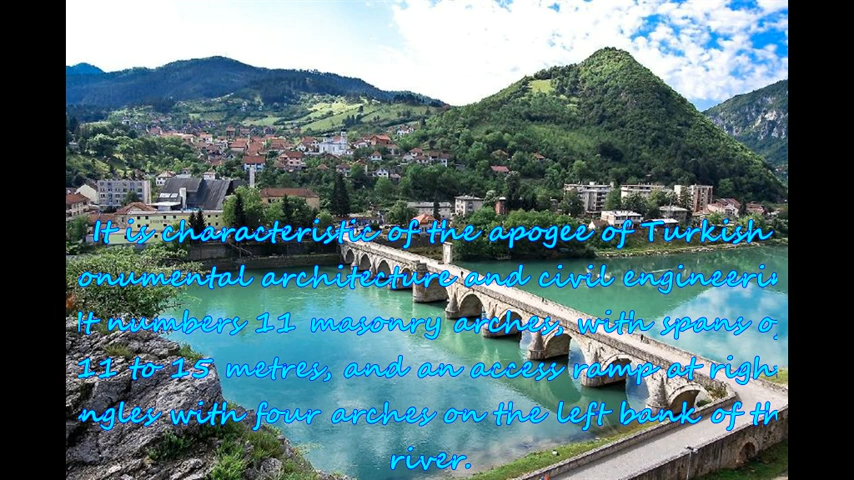 It is characteristic of the apogee of Turkish
onumental architecture and civil engineerin
It numbers 11 masonry arches, with spans of
11 to 15 metres, and an access ramp at righ
ngles with four arches on the left bank of th
river.